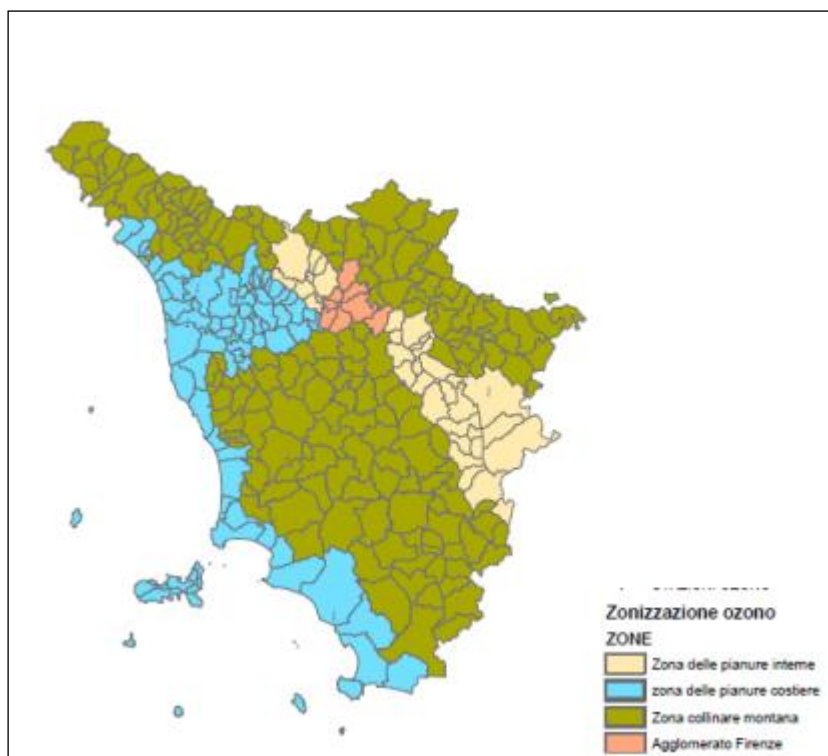 Zonizzazione ozono
ZONE
Zona delle pianure interne
zona delle pianure costiere
Zona collinare montana
Agglomerato Firenze